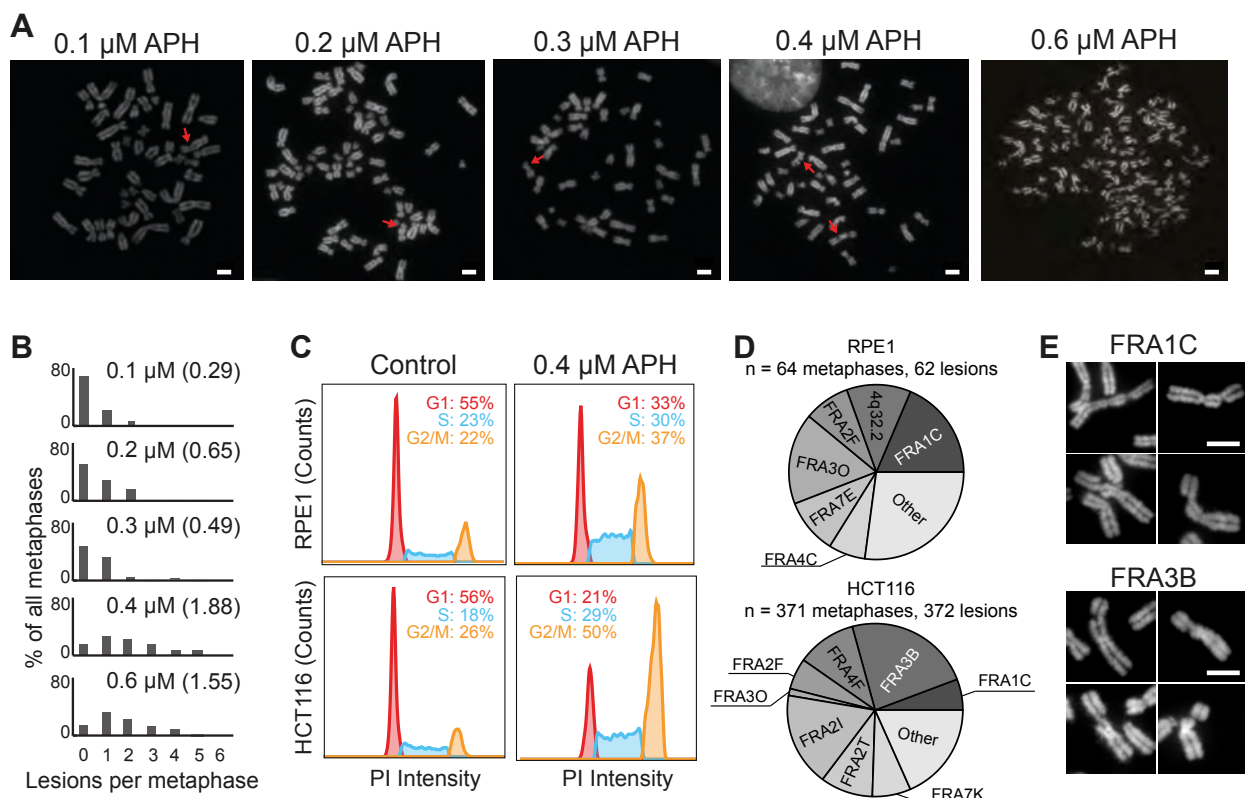 A
0.1 µM APH
0.2 µM APH
0.3 µM APH
0.4 µM APH
0.6 µM APH
B
% of all metaphases
80
0
0.1 µM (0.29)
80
0
0.2 µM (0.65)
80
0
0.3 µM (0.49)
80
0
0.4 µM (1.88)
80
0
0.6 µM (1.55)
0 1 2 3 4 5 6
Lesions per metaphase
C
Control
0.4 µM APH
RPE1 (Counts)
G1: 55%
S: 23%
G2/M: 22%
G1: 33%
S: 30%
G2/M: 37%
HCT116 (Counts)
G1: 56%
S: 18%
G2/M: 26%
G1: 21%
S: 29%
G2/M: 50%
PI Intensity
PI Intensity
D
RPE1
n = 64 metaphases, 62 lesions
4q32.2
FRA1C
FRA2F
FRA3O
FRA7E
FRA4C
Other
HCT116
n = 371 metaphases, 372 lesions
FRA3B
FRA1C
FRA4F
FRA2F
FRA3O
FRA2I
FRA2T
FRA7K
Other
E
FRA1C
FRA3B